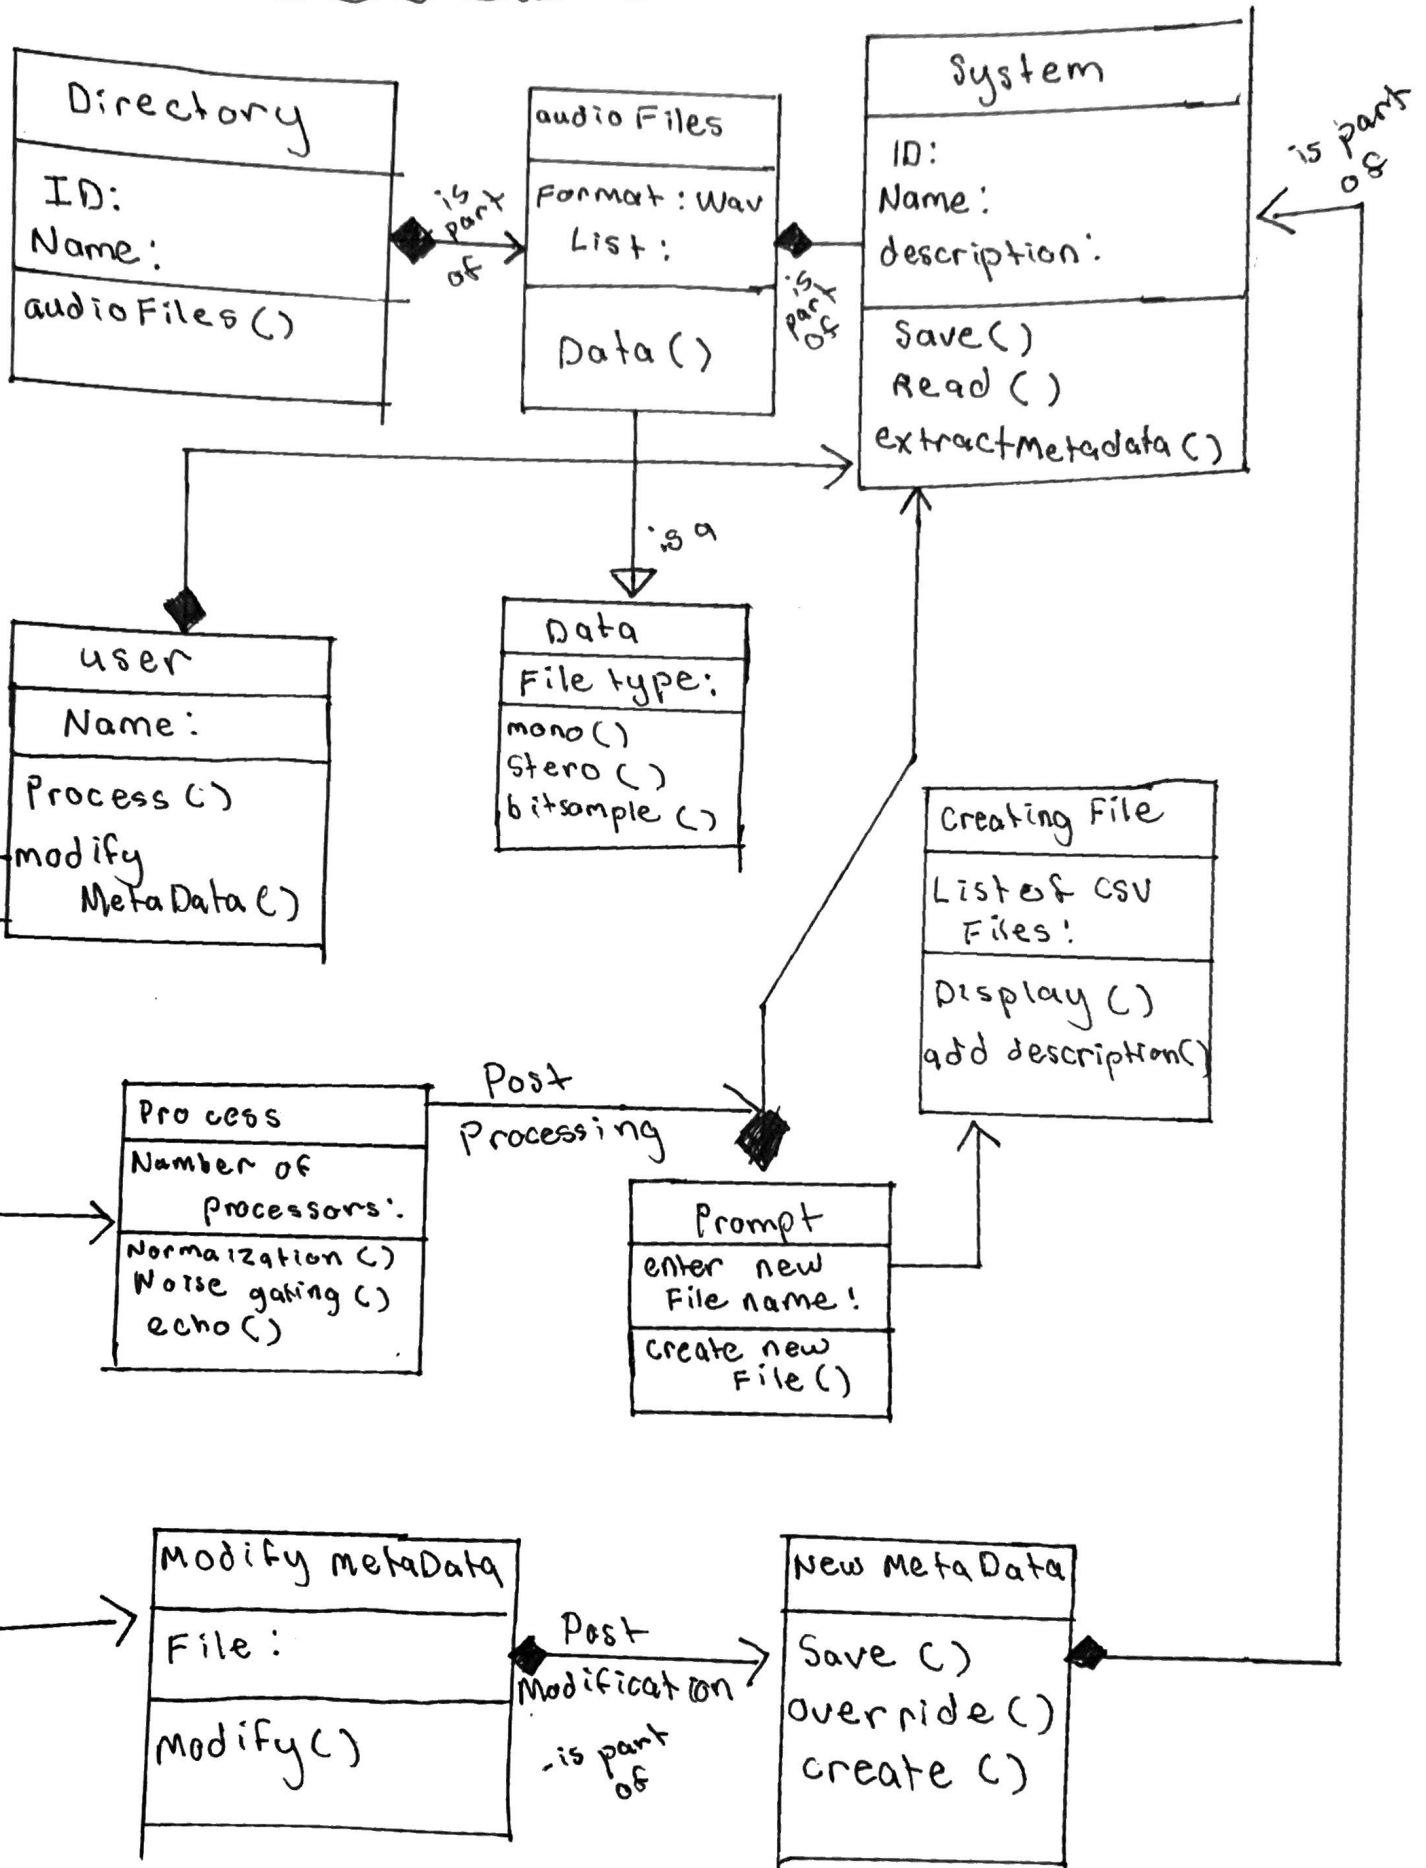 Directory
ID:
Name:
audioFiles()
is
part
of
audioFiles
Format: Wav
List:
Data()
is
part
of
System
ID:
Name:
description:
Save()
Read()
extractMetadata()
is part
of
is a
user
Name:
Process()
modify
MetaData()
Data
File type:
mono()
Stero()
bitsample()
Creating File
List of CSV
Files:
Display()
add description()
Process
Number of
Processors:
Normaization()
Noise gating()
echo()
Post
Processing
Prompt
enter new
File name:
create new
File()
Modify metaData
File:
Modify()
Post
Modification
-is part
of
New MetaData
Save()
override()
create()